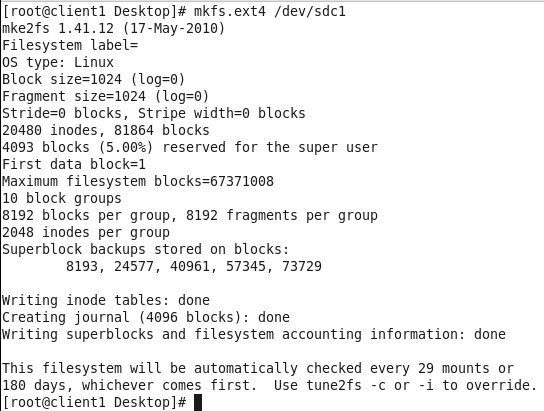 [root@client1 Desktop]# mkfs.ext4 /dev/sdc1
mke2fs 1.41.12 (17-May-2010)
Filesystem label=
OS type: Linux
Block size=1024 (log=0)
Fragment size=1024 (log=0)
Stride=0 blocks, Stripe width=0 blocks
20480 inodes, 81864 blocks
4093 blocks (5.00%) reserved for the super user
First data block=1
Maximum filesystem blocks=67371008
10 block groups
8192 blocks per group, 8192 fragments per group
2048 inodes per group
Superblock backups stored on blocks:
        8193, 24577, 40961, 57345, 73729

Writing inode tables: done
Creating journal (4096 blocks): done
Writing superblocks and filesystem accounting information: done

This filesystem will be automatically checked every 29 mounts or
180 days, whichever comes first.  Use tune2fs -c or -i to override.
[root@client1 Desktop]#